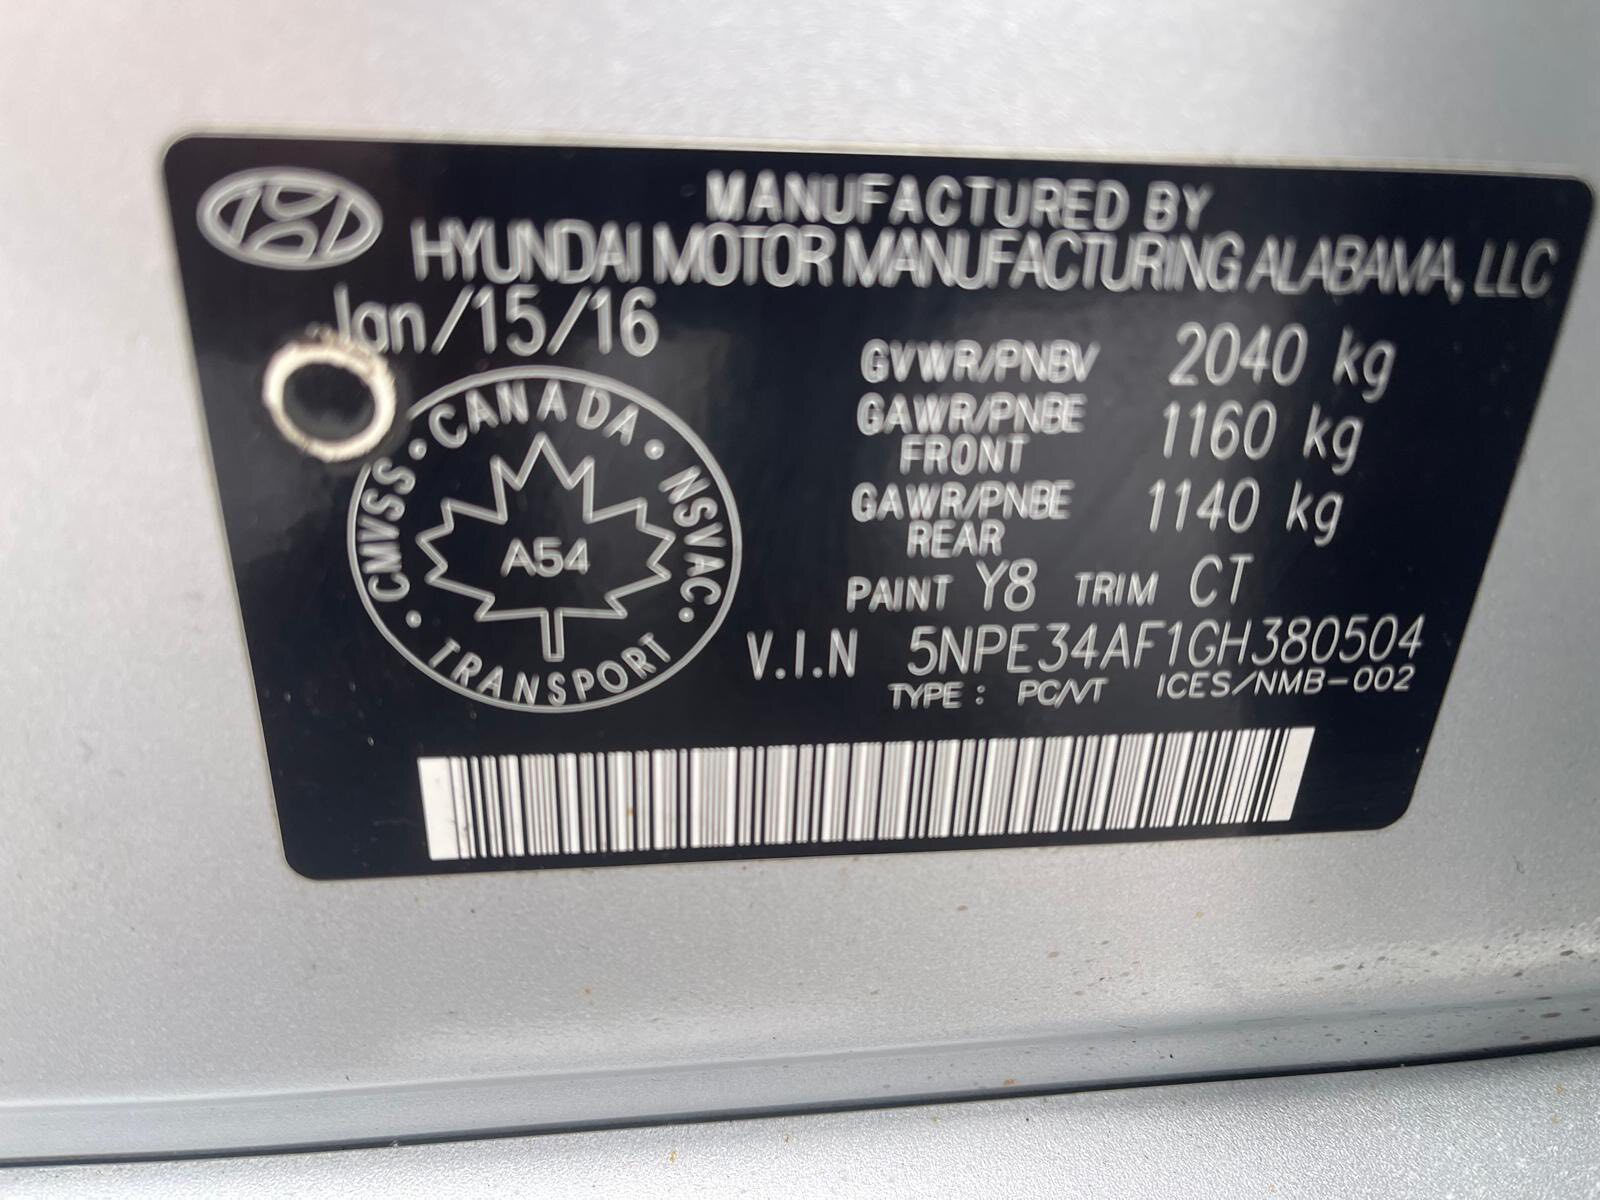 MANUFACTURED BY
HYUNDAI MOTOR MANUFACTURING ALABAMA, LLC
Jan/15/16
GVWR/PNBV 2040 kg
GAWR/PNBE FRONT 1160 kg
GAWR/PNBE REAR 1140 kg
PAINT Y8 TRIM CT
V.I.N 5NPE34AF1GH380504
TYPE: PC/VT ICES/NMB-002
CMVSS · CANADA · NSVAC ·
A54
· TRANSPORT